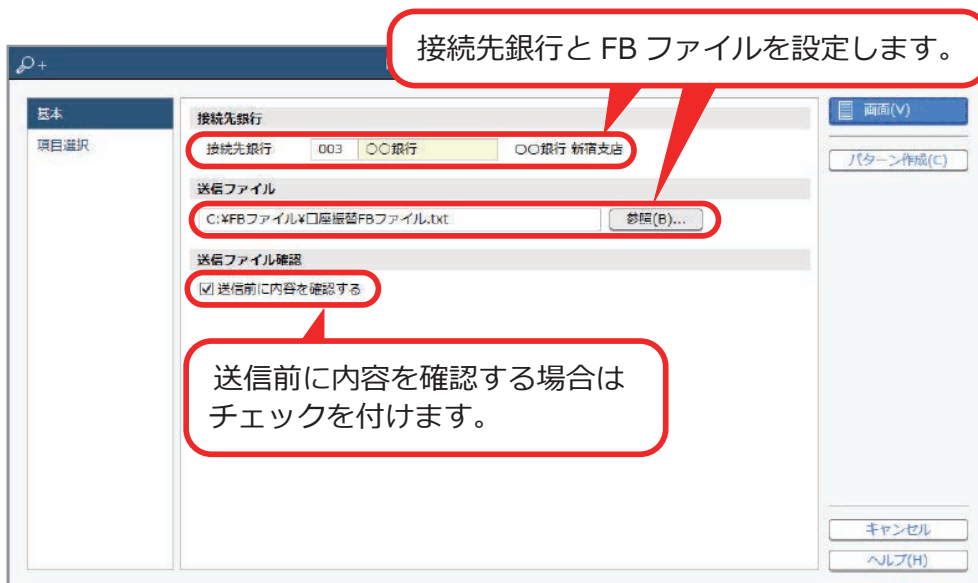 接続先銀行と FB ファイルを設定します。
基本
項目選択
接続先銀行
接続先銀行 003 〇〇銀行 〇〇銀行 新宿支店
送信ファイル
C:¥FBファイル¥口座振替FBファイル.txt 参照(B)...
送信ファイル確認
送信前に内容を確認する
送信前に内容を確認する場合は
チェックを付けます。
画面(V)
パターン作成(C)
キャンセル
ヘルプ(H)